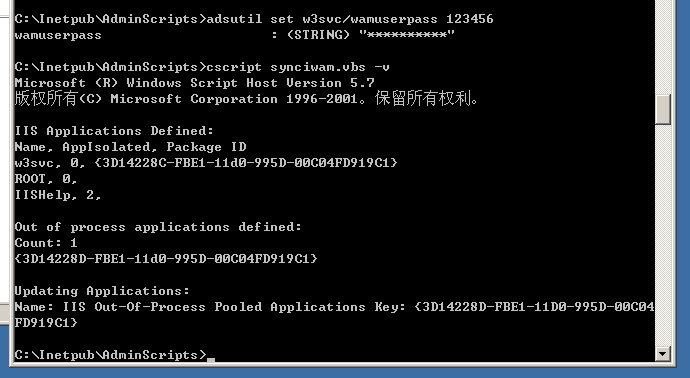 C:\Inetpub\AdminScripts>adsutil set w3svc/wamuserpass 123456
wamuserpass                     : (STRING) "**********"
C:\Inetpub\AdminScripts>cscript synciwam.vbs -v
Microsoft (R) Windows Script Host Version 5.7
版权所有(C) Microsoft Corporation 1996-2001。保留所有权利。
IIS Applications Defined:
Name, AppIsolated, Package ID
w3svc, 0, {3D14228C-FBE1-11d0-995D-00C04FD919C1}
ROOT, 0,
IISHelp, 2,
Out of process applications defined:
Count: 1
{3D14228D-FBE1-11d0-995D-00C04FD919C1}
Updating Applications:
Name: IIS Out-Of-Process Pooled Applications Key: {3D14228D-FBE1-11D0-995D-00C04
FD919C1}
C:\Inetpub\AdminScripts>_